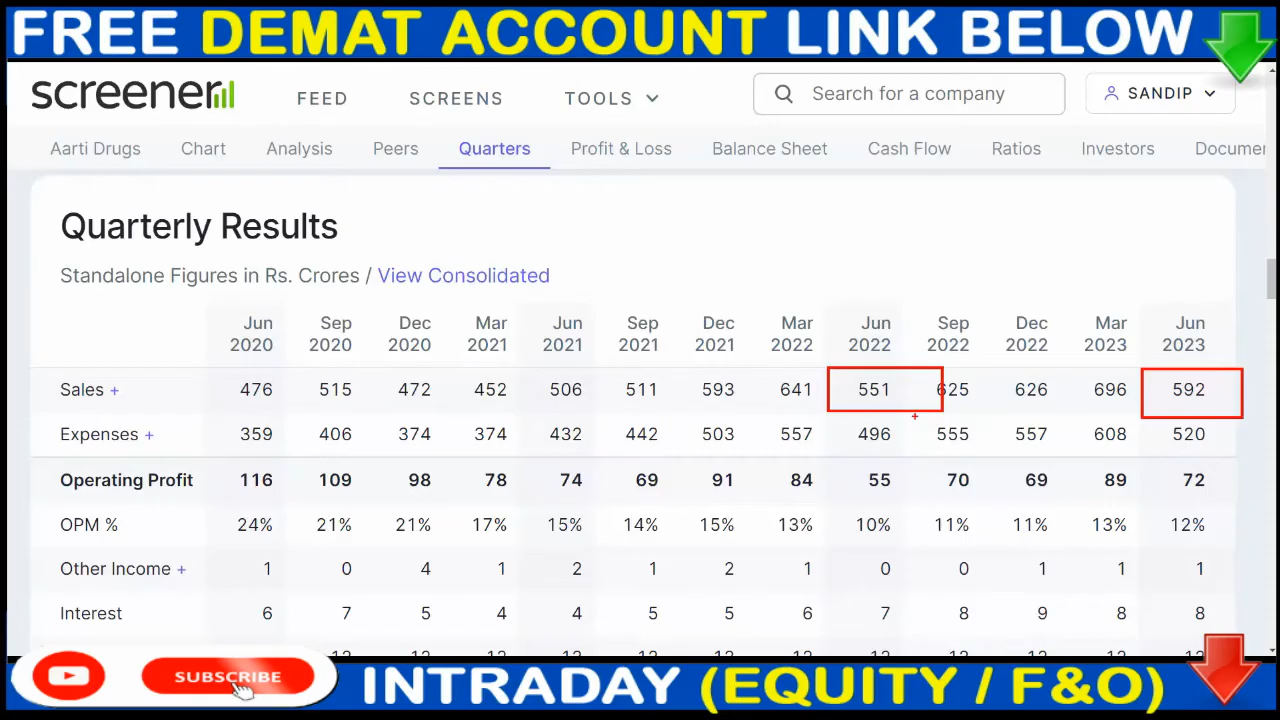 FREE DEMAT ACCOUNT LINK BELOW
screener
FEED SCREENS TOOLS Search for a company SANDIP
Aarti Drugs Chart Analysis Peers Quarters Profit & Loss Balance Sheet Cash Flow Ratios Investors Documen
Quarterly Results
Standalone Figures in Rs. Crores / View Consolidated
Jun Sep Dec Mar Jun Sep Dec Mar Jun Sep Dec Mar Jun
2020 2020 2020 2021 2021 2021 2021 2022 2022 2022 2022 2023 2023
Sales + 476 515 472 452 506 511 593 641 551 625 626 696 592
Expenses + 359 406 374 374 432 442 503 557 496 555 557 608 520
Operating Profit 116 109 98 78 74 69 91 84 55 70 69 89 72
OPM % 24% 21% 21% 17% 15% 14% 15% 13% 10% 11% 11% 13% 12%
Other Income + 1 0 4 1 2 1 2 1 0 0 1 1 1
Interest 6 7 5 4 4 5 5 6 7 8 9 8 8
SUBSCRIBE
INTRADAY (EQUITY / F&O)